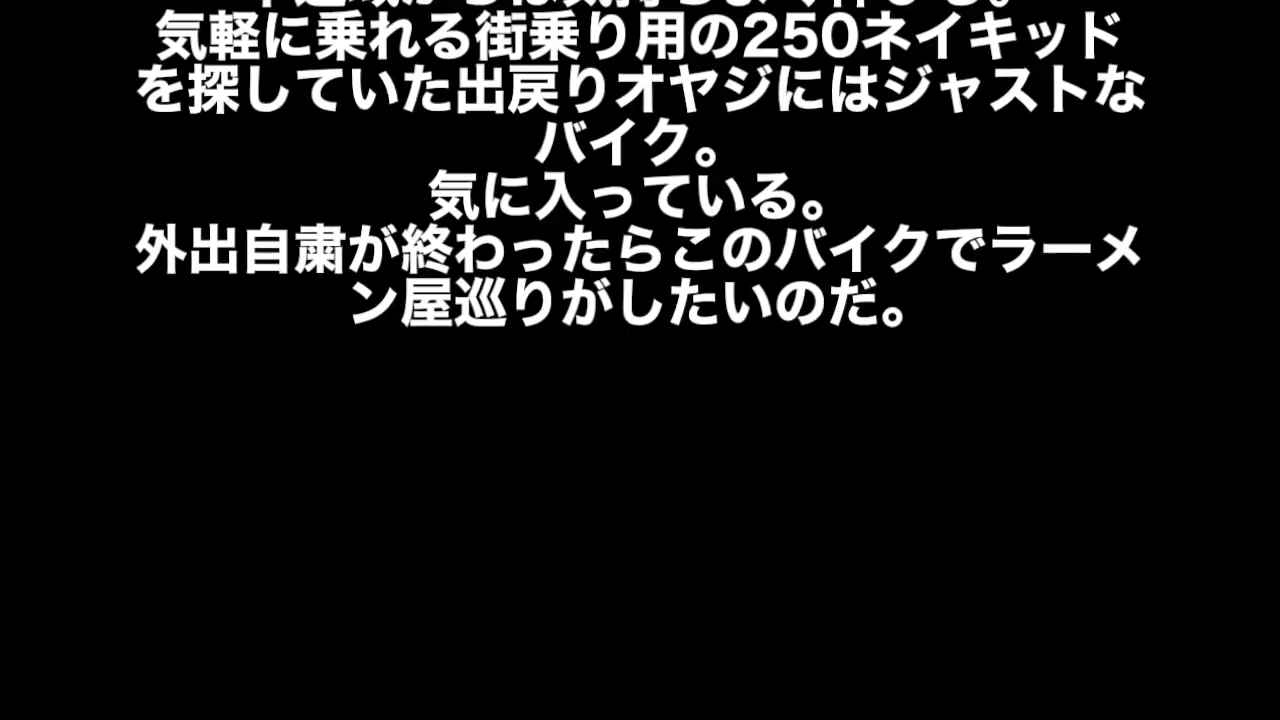 気軽に乗れる街乗り用の250ネイキッド
を探していた出戻りオヤジにはジャストな
バイク。
気に入っている。
外出自粛が終わったらこのバイクでラーメ
ン屋巡りがしたいのだ。